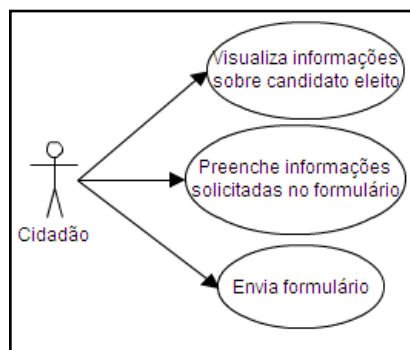 Visualiza informações
sobre candidato eleito
Preenche informações
solicitadas no formulário
Cidadão
Envia formulário